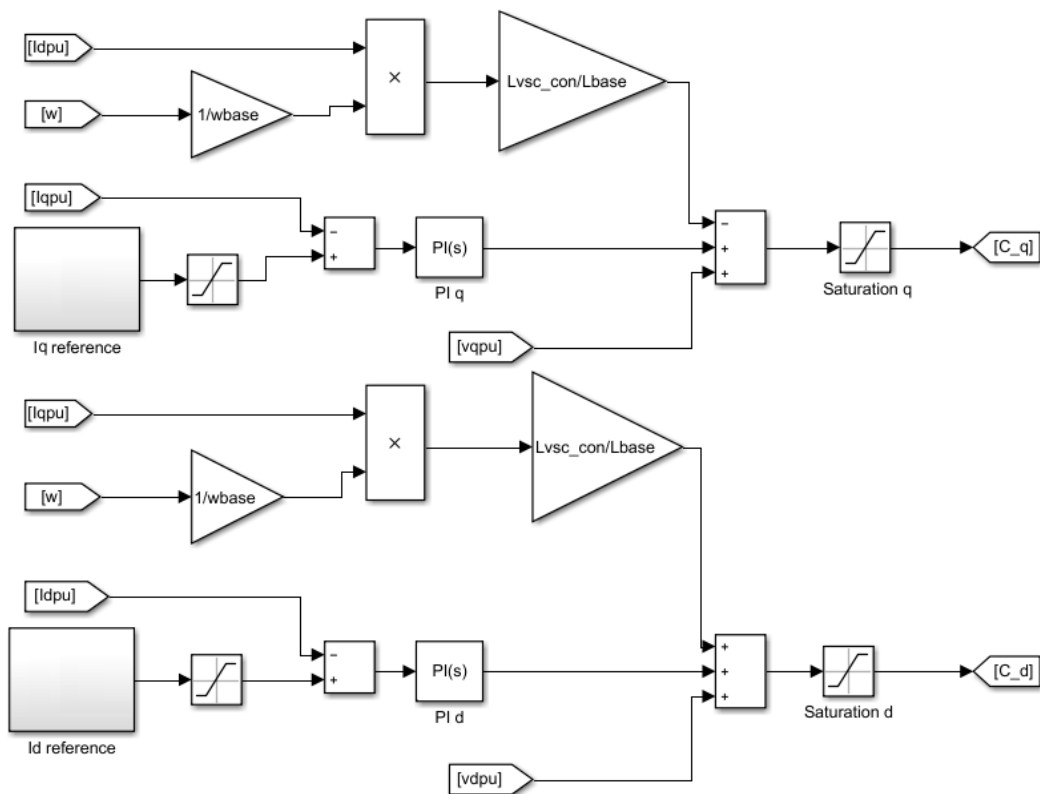 [Idpu]
×
Lvsc_con/Lbase
[w]
1/wbase
[Iqpu]
−
+
PI(s)
PI q
Iq reference
−
+
+
[vqpu]
Saturation q
[C_q]
[Iqpu]
×
Lvsc_con/Lbase
[w]
1/wbase
[Idpu]
−
+
PI(s)
PI d
Id reference
+
+
+
[vdpu]
Saturation d
[C_d]